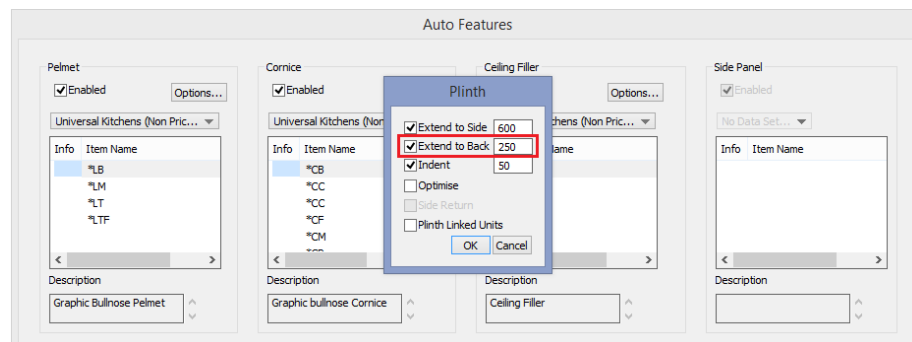 Auto Features
Pelmet
Enabled
Options...
Universal Kitchens (Non Pric...
Info Item Name
*LB
*LM
*LT
*LTF
Description
Graphic Bullnose Pelmet
Cornice
Enabled
Universal Kitchens (Non
Info Item Name
*CB
*CC
*CC
*CF
*CM
Description
Graphic bullnose Cornice
Plinth
Extend to Side 600
Extend to Back 250
Indent 50
Optimise
Side Return
Plinth Linked Units
OK Cancel
Ceiling Filler
Options...
chens (Non Pric...
Name
Description
Ceiling Filler
Side Panel
Enabled
No Data Set...
Info Item Name
Description